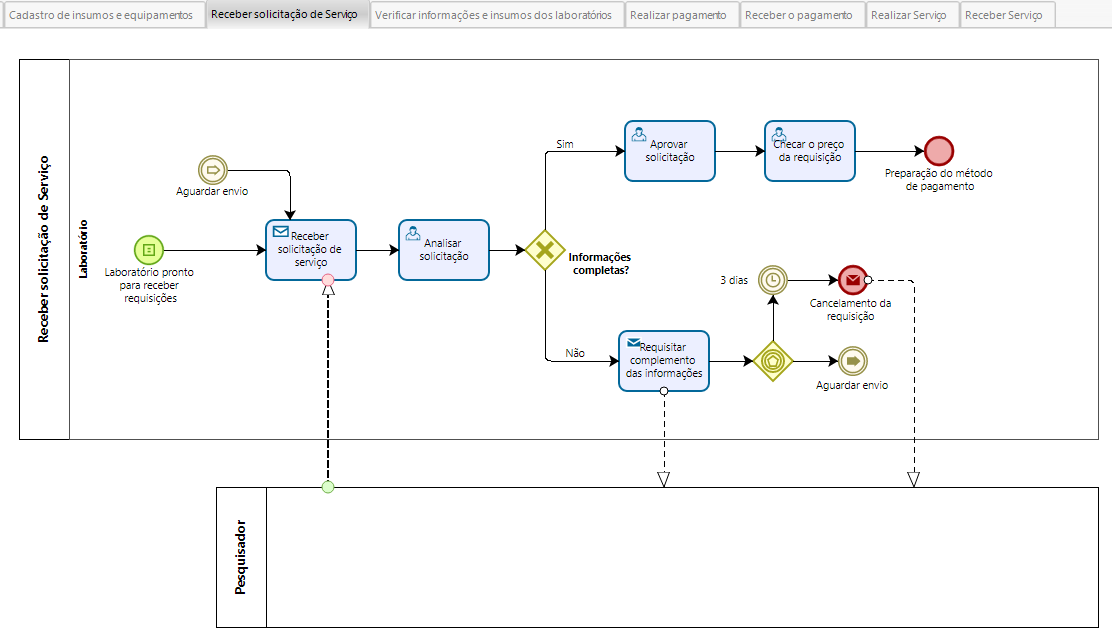 Cadastro de insumos e equipamentos
Receber solicitação de Serviço
Verificar informações e insumos dos laboratórios
Realizar pagamento
Receber o pagamento
Realizar Serviço
Receber Serviço
Receber solicitação de Serviço
Laboratório
Aguardar envio
Laboratório pronto
para receber
requisições
Receber
solicitação de
serviço
Analisar
solicitação
Informações
completas?
Sim
Aprovar
solicitação
Checar o preço
da requisição
Preparação do método
de pagamento
Não
Requisitar
complemento
das informações
3 dias
Cancelamento da
requisição
Aguardar envio
Pesquisador